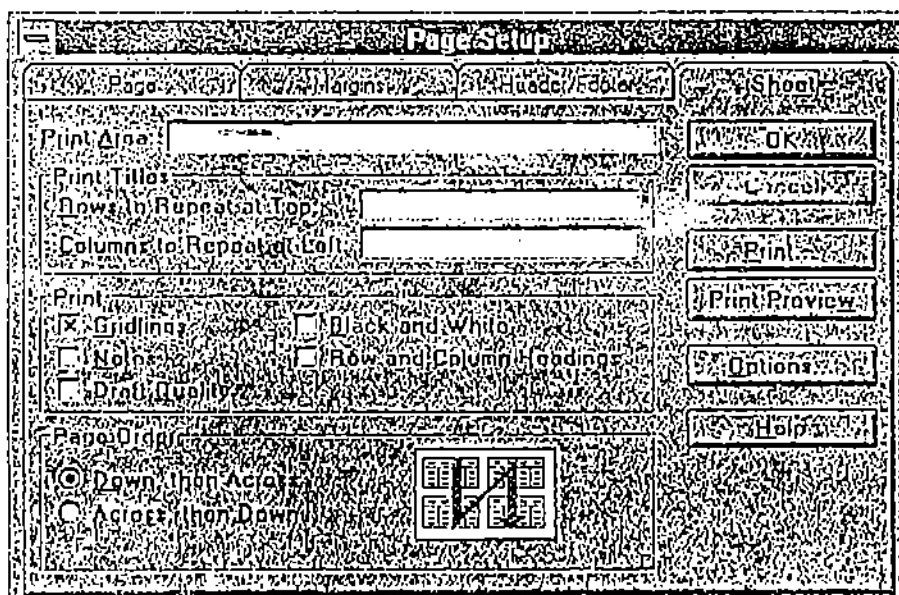 Page Setup
Page Margins Header/Footer Sheet
Print Area
OK
Print Titles
Rows to Repeat at Top
Cancel
Columns to Repeat at Left
Print
Print
Print Preview
Gridlines Black and White
Notes Row and Column Headings
Options
Draft Quality
Help
Page Order
Down, then Across
Across, then Down